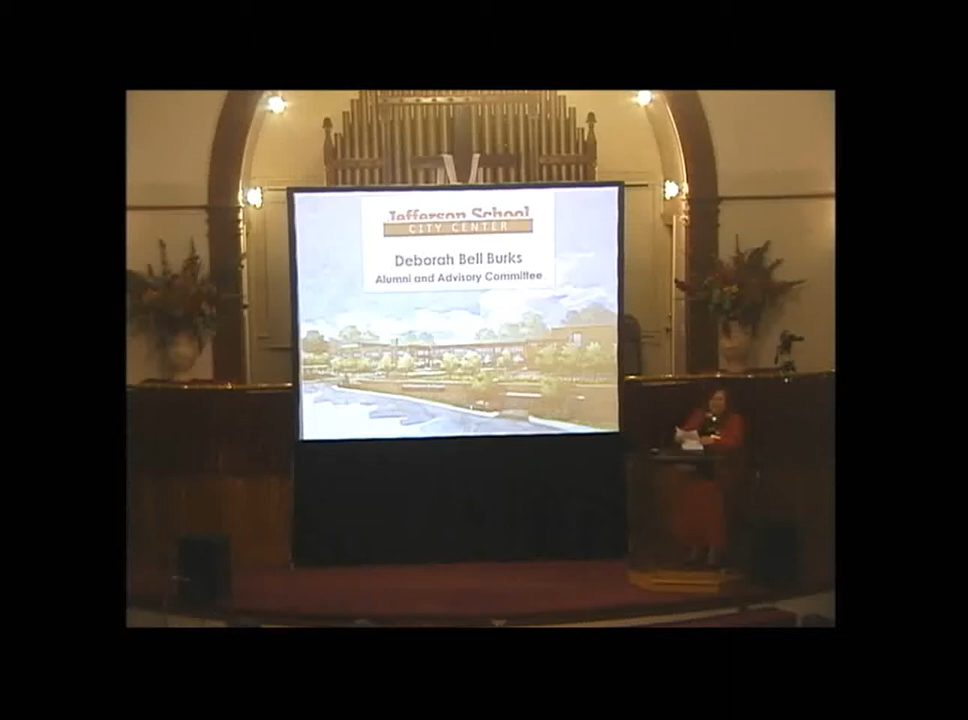 Jefferson School
CITY CENTER
Deborah Bell Burks
Alumni and Advisory Committee